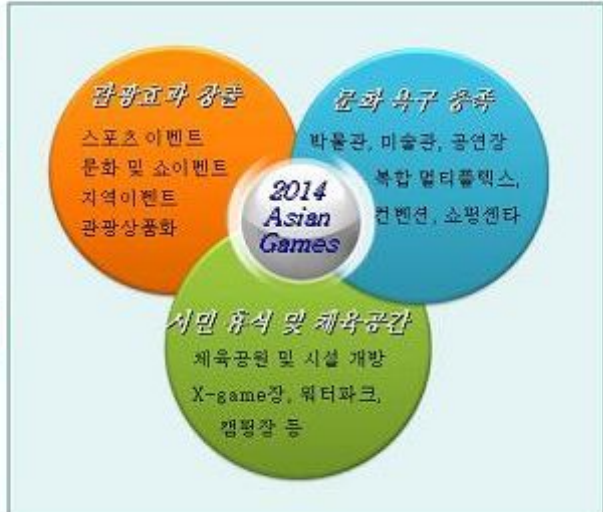 관광효과 창출
스포츠 이벤트
문화 및 쇼이벤트
지역이벤트
관광상품화
문화 욕구 충족
박물관, 미술관, 공연장
복합 멀티플렉스,
컨벤션, 쇼핑센타
2014
Asian
Games
시민 휴식 및 체육공간
체육공원 및 시설 개방
X-game장, 워터파크,
캠핑장 등